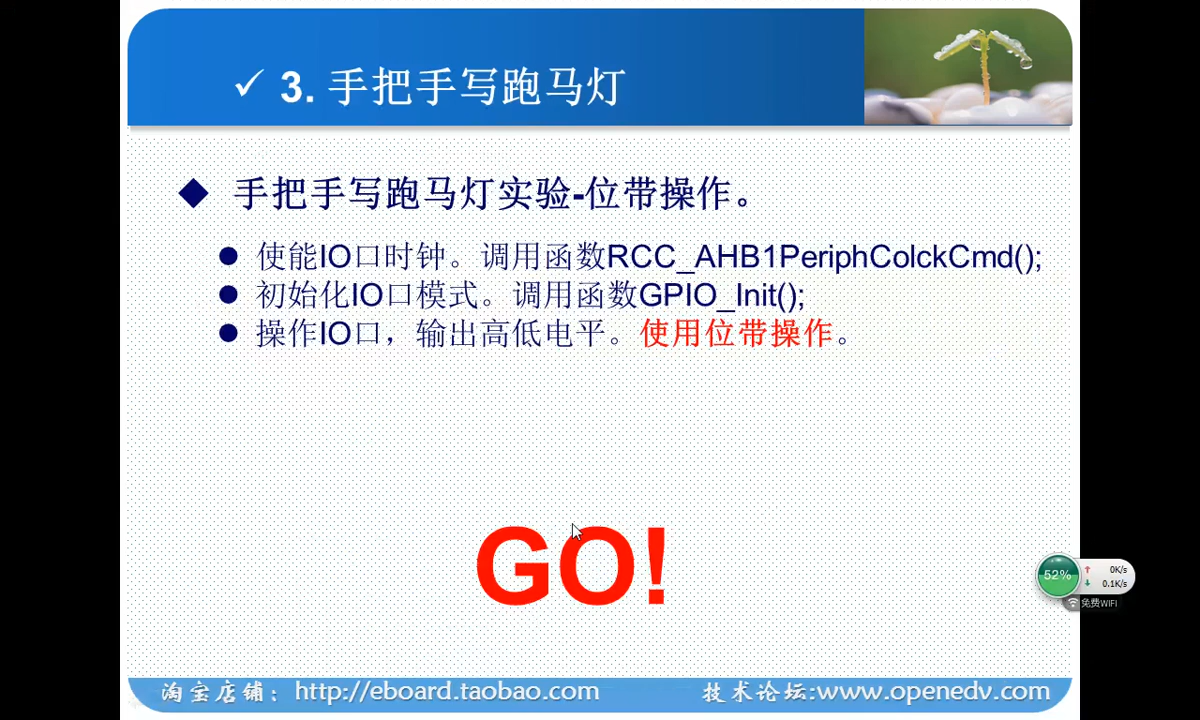 ✓ 3. 手把手写跑马灯
◆ 手把手写跑马灯实验-位带操作。
● 使能IO口时钟。调用函数RCC_AHB1PeriphColckCmd();
● 初始化IO口模式。调用函数GPIO_Init();
● 操作IO口，输出高低电平。使用位带操作。
GO!
52% ↑ 0K/s
↓ 0.1K/s
免费WiFi
淘宝店铺：http://eboard.taobao.com 技术论坛:www.openedv.com